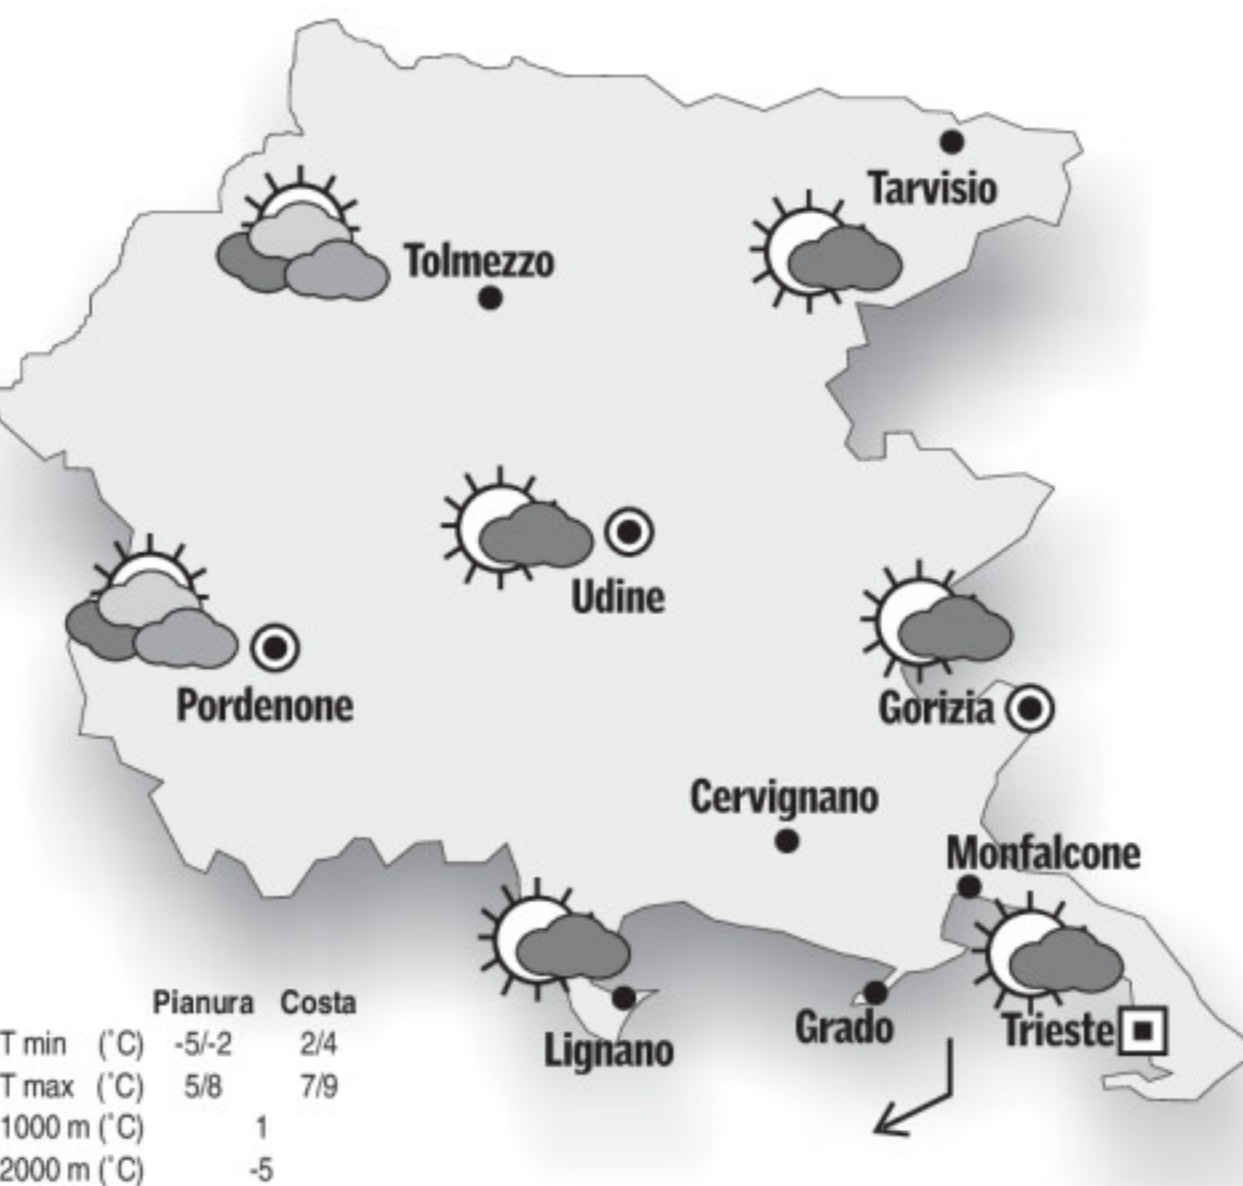 Tarvisio
Tolmezzo
Udine
Pordenone
Gorizia
Cervignano
Monfalcone
Lignano
Grado
Trieste
Pianura Costa
T min (°C) -5/-2 2/4
T max (°C) 5/8 7/9
1000 m (°C) 1
2000 m (°C) -5